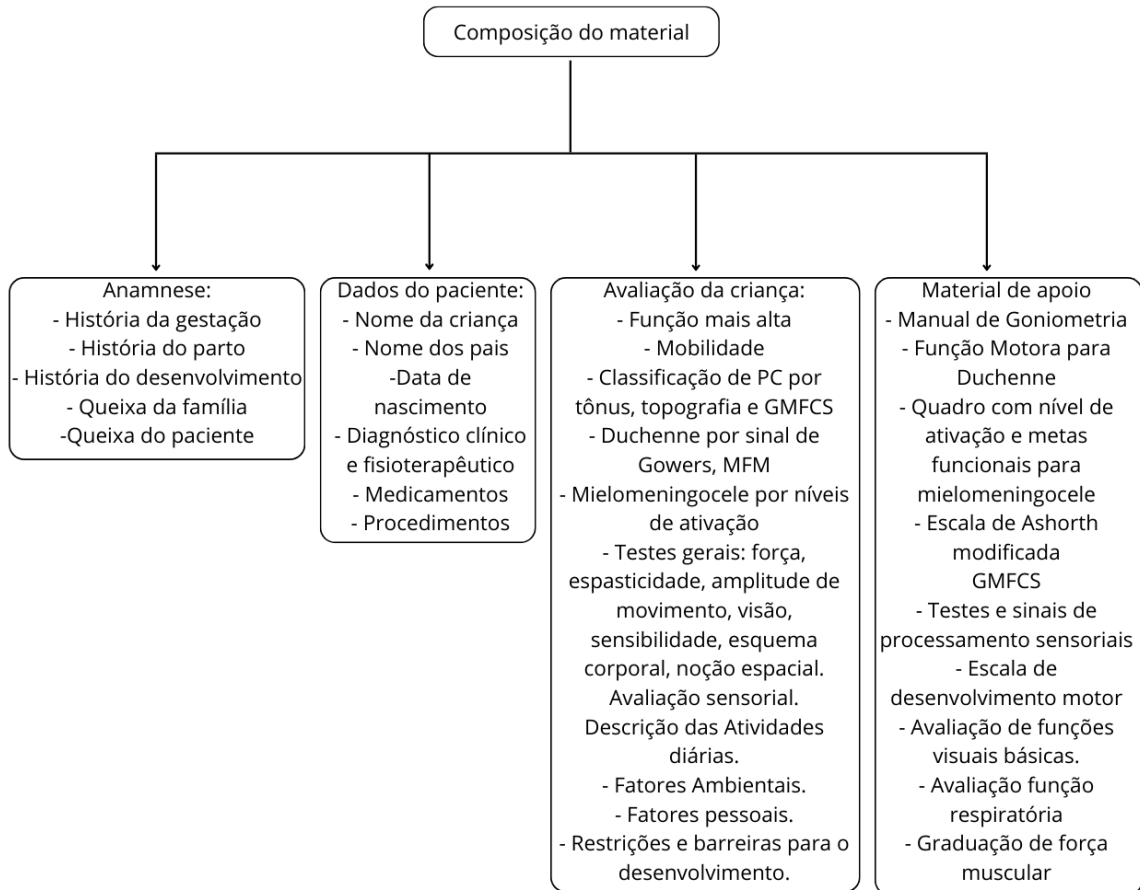 Composição do material
Anamnese:
- História da gestação
- História do parto
- História do desenvolvimento
- Queixa da família
-Queixa do paciente
Dados do paciente:
- Nome da criança
- Nome dos pais
-Data de
nascimento
- Diagnóstico clínico
e fisioterapêutico
- Medicamentos
- Procedimentos
Avaliação da criança:
- Função mais alta
- Mobilidade
- Classificação de PC por
tônus, topografia e GMFCS
- Duchenne por sinal de
Gowers, MFM
- Mielomeningocele por níveis
de ativação
- Testes gerais: força,
espasticidade, amplitude de
movimento, visão,
sensibilidade, esquema
corporal, noção espacial.
Avaliação sensorial.
Descrição das Atividades
diárias.
- Fatores Ambientais.
- Fatores pessoais.
- Restrições e barreiras para o
desenvolvimento.
Material de apoio
- Manual de Goniometria
- Função Motora para
Duchenne
- Quadro com nível de
ativação e metas
funcionais para
mielomeningocele
- Escala de Ashorth
modificada
GMFCS
- Testes e sinais de
processamento sensoriais
- Escala de
desenvolvimento motor
- Avaliação de funções
visuais básicas.
- Avaliação função
respiratória
- Graduação de força
muscular